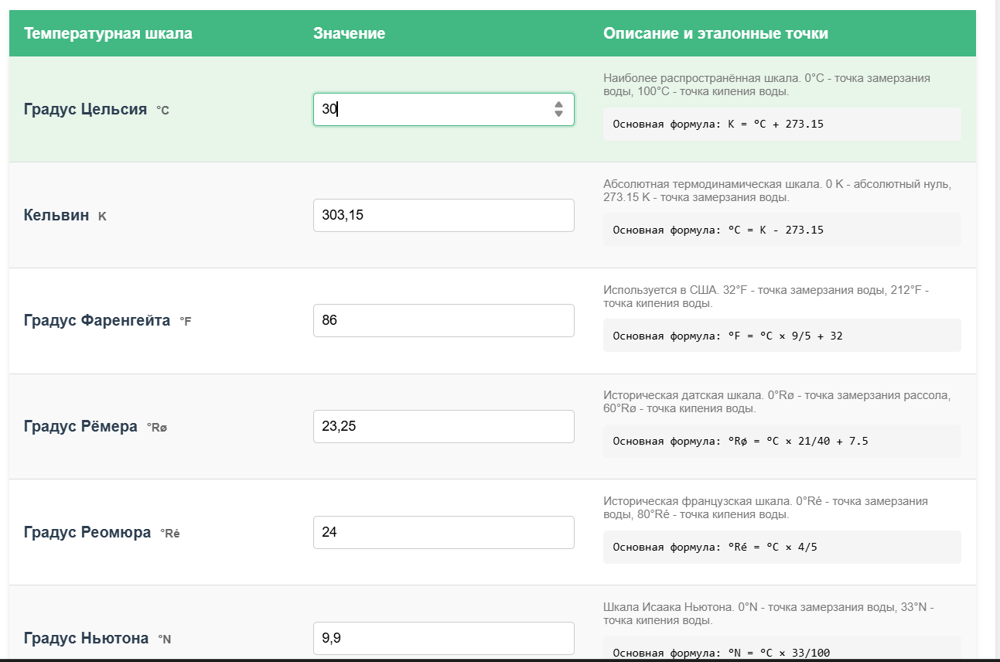 Температурная шкала Значение Описание и эталонные точки
Градус Цельсия °C
30
Наиболее распространённая шкала. 0°C - точка замерзания
воды, 100°C - точка кипения воды.
Основная формула: K = °C + 273.15
Кельвин K
303,15
Абсолютная термодинамическая шкала. 0 K - абсолютный нуль,
273.15 K - точка замерзания воды.
Основная формула: °C = K - 273.15
Градус Фаренгейта °F
86
Используется в США. 32°F - точка замерзания воды, 212°F -
точка кипения воды.
Основная формула: °F = °C × 9/5 + 32
Градус Рёмера °Rø
23,25
Историческая датская шкала. 0°Rø - точка замерзания рассола,
60°Rø - точка кипения воды.
Основная формула: °Rø = °C × 21/40 + 7.5
Градус Реомюра °Ré
24
Историческая французская шкала. 0°Ré - точка замерзания
воды, 80°Ré - точка кипения воды.
Основная формула: °Ré = °C × 4/5
Градус Ньютона °N
9,9
Шкала Исаака Ньютона. 0°N - точка замерзания воды, 33°N -
точка кипения воды.
Основная формула: °N = °C × 33/100